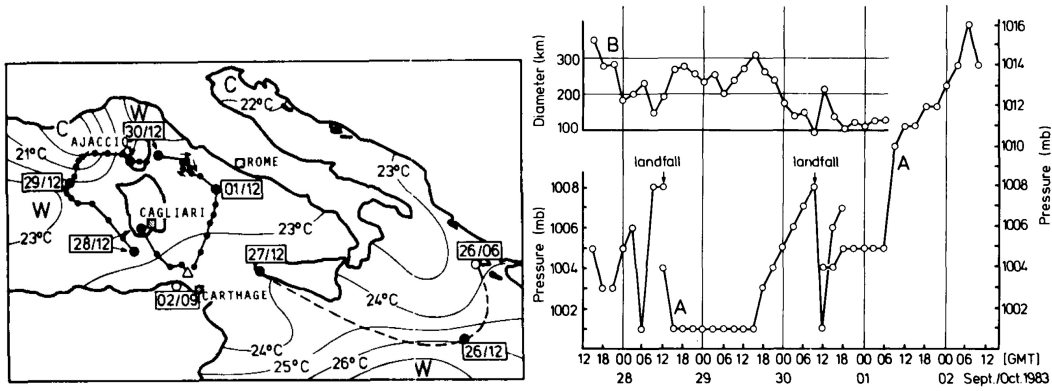 C
22°C
C
W
30/12
AJACCIO
21°C
ROME
23°C
29/12
01/12
W
CAGLIARI
23°C
28/12
27/12
26/06
24°C
02/09
CARTHAGE
24°C
25°C
26°C
W
26/12
Diameter (km)
300
200
100
B
landfall
landfall
A
A
Pressure (mb)
1008
1006
1004
1002
Pressure (mb)
1016
1014
1012
1010
1008
1006
1004
1002
12 18 00 06 12 18 00 06 12 18 00 06 12 18 00 06 12 18 00 06 12 [GMT]
28 29 30 01 02 Sept./Oct.1983